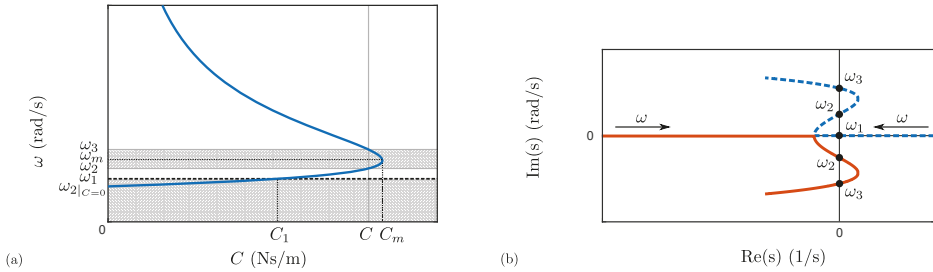 ω (rad/s)
ω₃
ωₘ
ω₂
ω₁
ω₂|C=0
0
C₁
C
Cₘ
C (Ns/m)
(a)
Im(s) (rad/s)
0
ω
ω₃
ω₂
ω₁
ω
ω₂
ω₃
0
Re(s) (1/s)
(b)